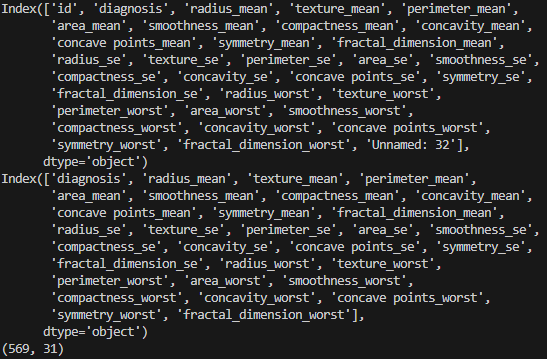 Index(['id', 'diagnosis', 'radius_mean', 'texture_mean', 'perimeter_mean',
       'area_mean', 'smoothness_mean', 'compactness_mean', 'concavity_mean',
       'concave points_mean', 'symmetry_mean', 'fractal_dimension_mean',
       'radius_se', 'texture_se', 'perimeter_se', 'area_se', 'smoothness_se',
       'compactness_se', 'concavity_se', 'concave points_se', 'symmetry_se',
       'fractal_dimension_se', 'radius_worst', 'texture_worst',
       'perimeter_worst', 'area_worst', 'smoothness_worst',
       'compactness_worst', 'concavity_worst', 'concave points_worst',
       'symmetry_worst', 'fractal_dimension_worst', 'Unnamed: 32'],
      dtype='object')
Index(['diagnosis', 'radius_mean', 'texture_mean', 'perimeter_mean',
       'area_mean', 'smoothness_mean', 'compactness_mean', 'concavity_mean',
       'concave points_mean', 'symmetry_mean', 'fractal_dimension_mean',
       'radius_se', 'texture_se', 'perimeter_se', 'area_se', 'smoothness_se',
       'compactness_se', 'concavity_se', 'concave points_se', 'symmetry_se',
       'fractal_dimension_se', 'radius_worst', 'texture_worst',
       'perimeter_worst', 'area_worst', 'smoothness_worst',
       'compactness_worst', 'concavity_worst', 'concave points_worst',
       'symmetry_worst', 'fractal_dimension_worst'],
      dtype='object')
(569, 31)